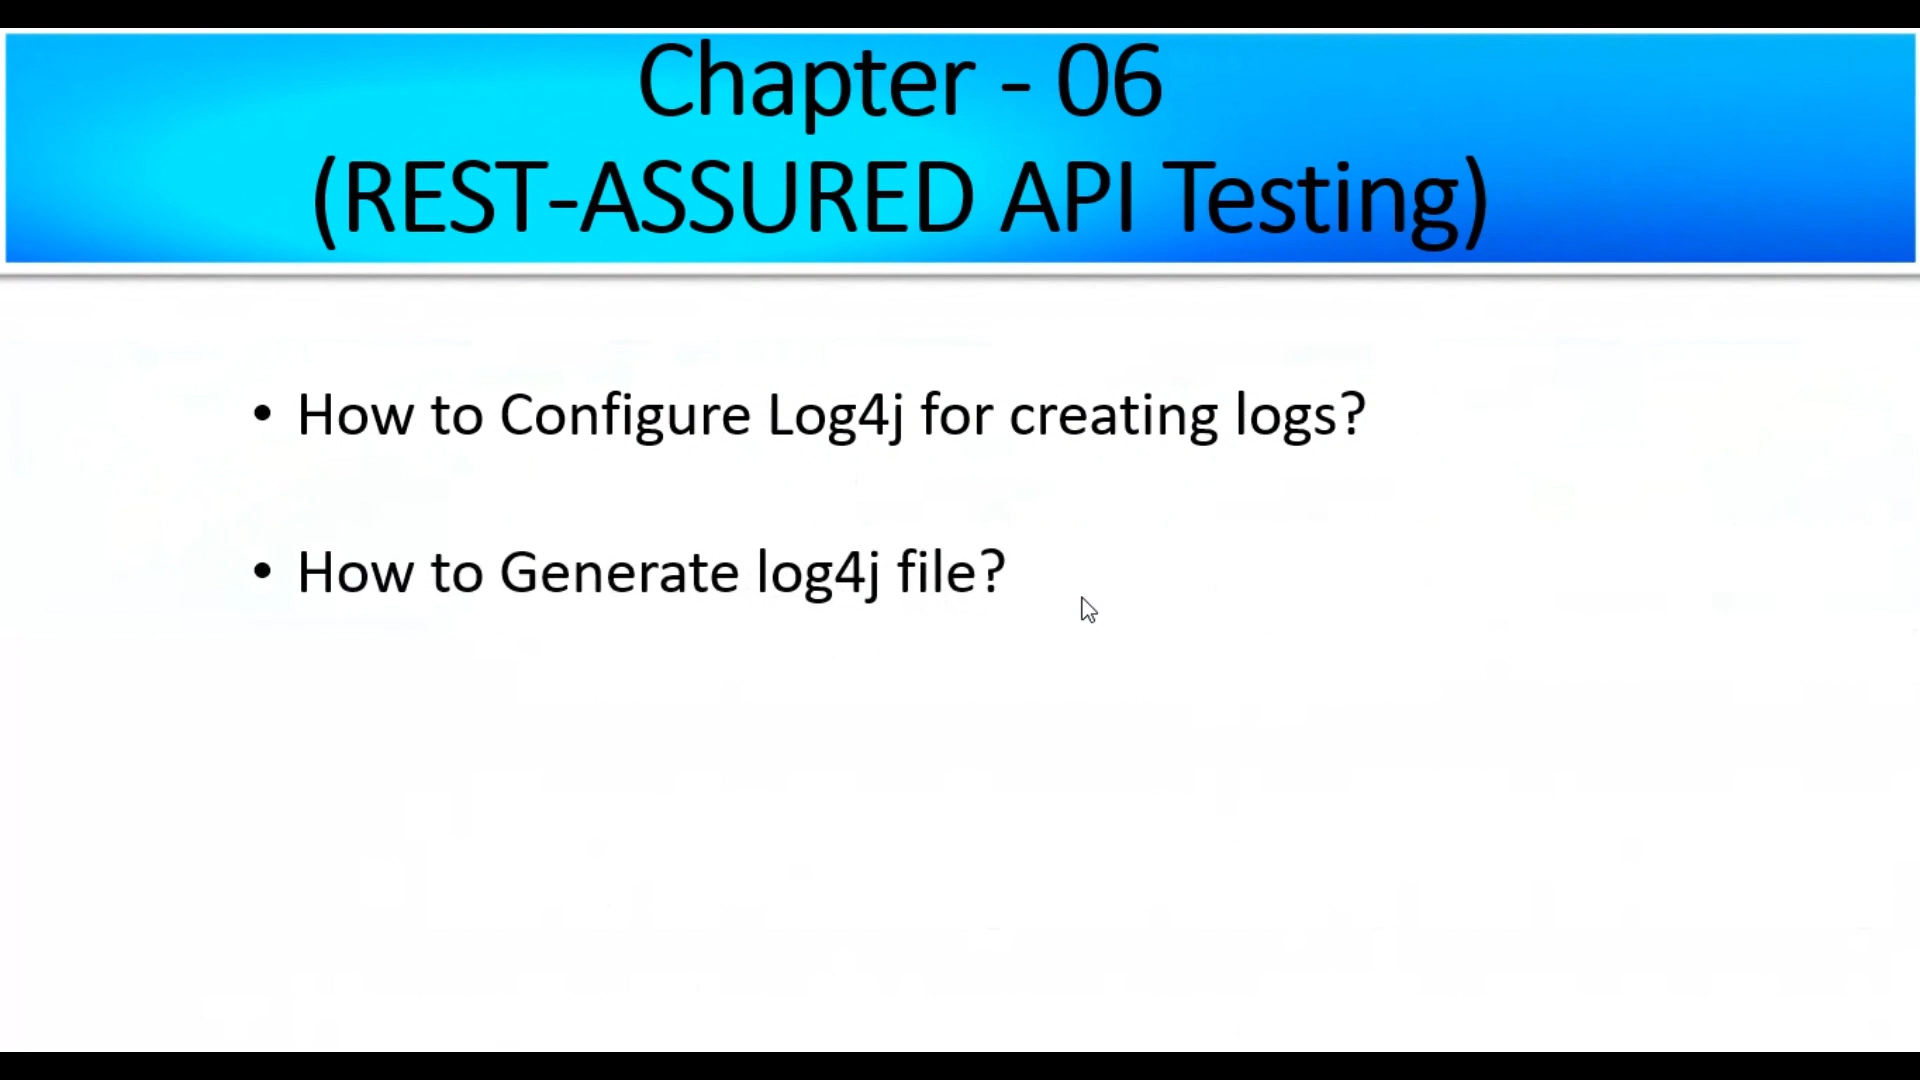 Chapter - 06
(REST-ASSURED API Testing)
• How to Configure Log4j for creating logs?
• How to Generate log4j file?